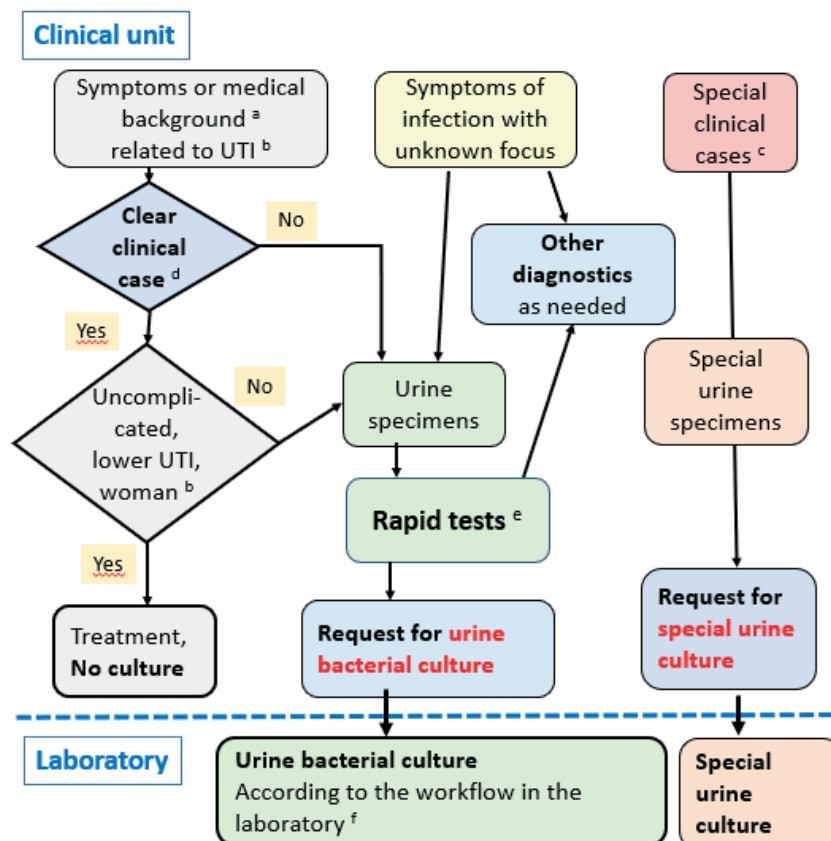 Clinical unit
Symptoms or medical
background ᵃ
related to UTI ᵇ
Symptoms of
infection with
unknown focus
Special
clinical
cases ᶜ
Clear
clinical
case ᵈ
No
Other
diagnostics
as needed
Yes
Uncompli-
cated,
lower UTI,
woman ᵇ
No
Urine
specimens
Special
urine
specimens
Rapid tests ᵉ
Yes
Treatment,
No culture
Request for urine
bacterial culture
Request for
special urine
culture
Laboratory
Urine bacterial culture
According to the workflow in the
laboratory ᶠ
Special
urine
culture